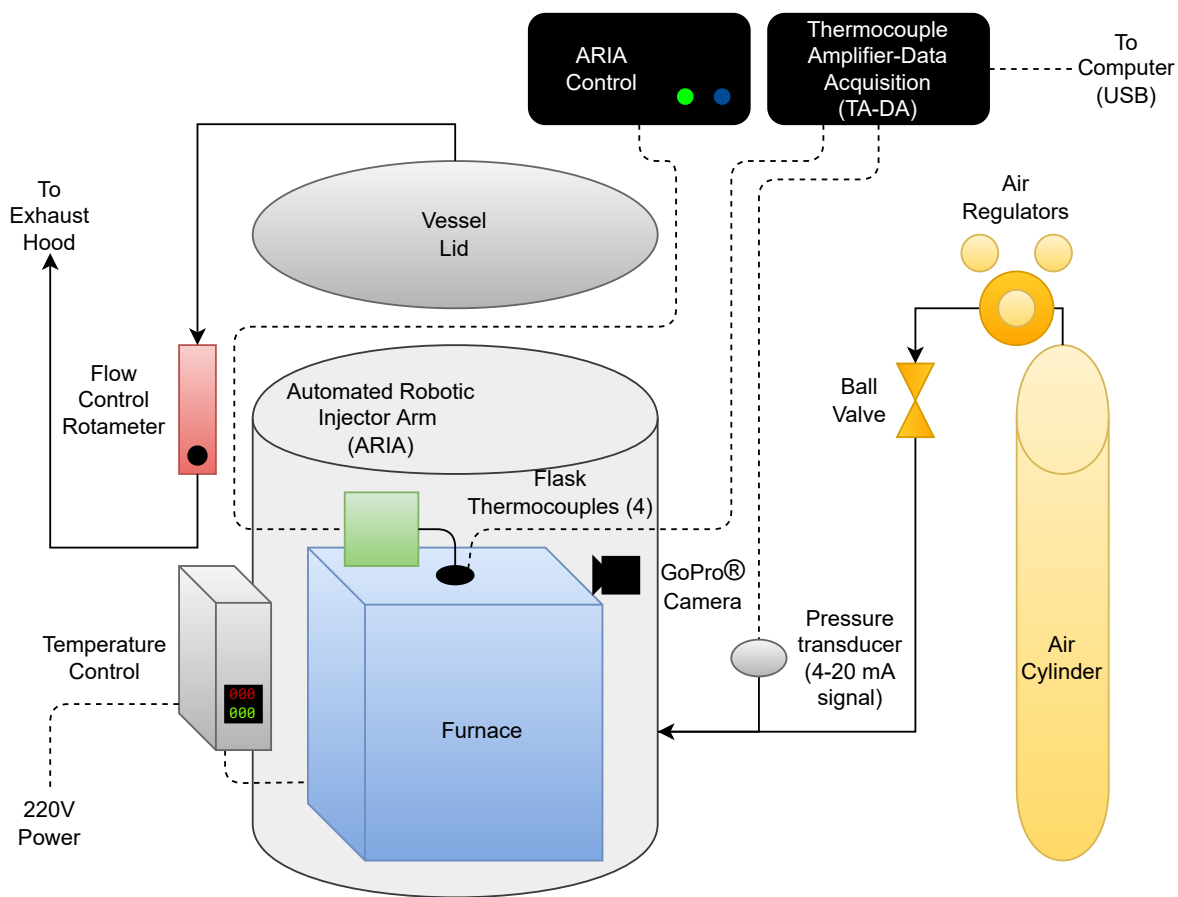 ARIA
Control
Thermocouple
Amplifier-Data
Acquisition
(TA-DA)
To
Computer
(USB)
To
Exhaust
Hood
Vessel
Lid
Air
Regulators
Flow
Control
Rotameter
Automated Robotic
Injector Arm
(ARIA)
Ball
Valve
Flask
Thermocouples (4)
GoPro®
Camera
Temperature
Control
000
000
Pressure
transducer
(4-20 mA
signal)
Air
Cylinder
Furnace
220V
Power